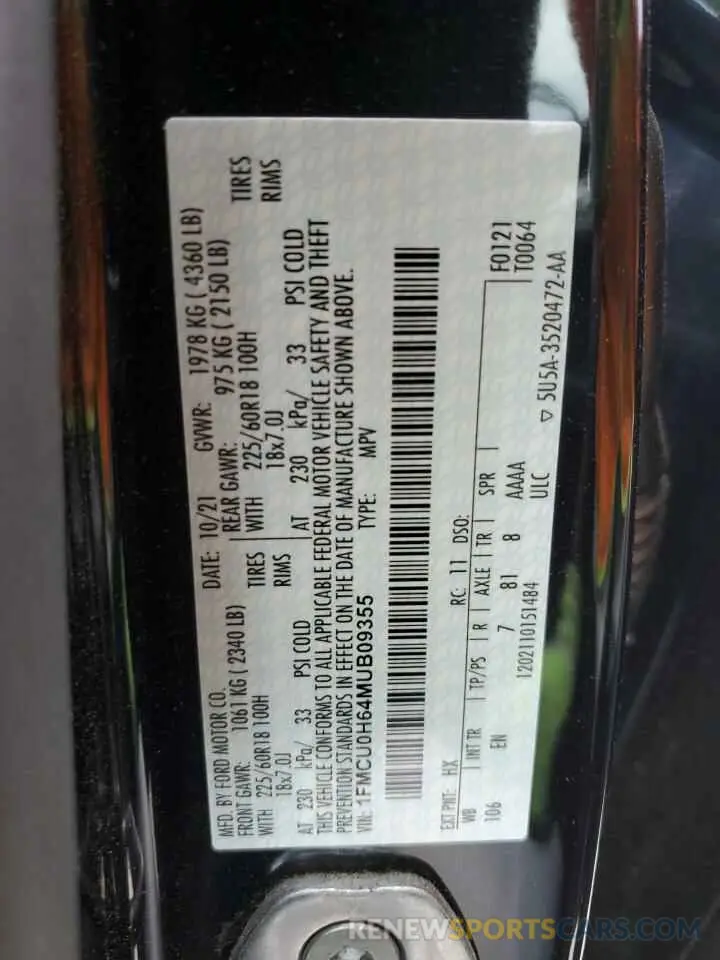 MFD. BY FORD MOTOR CO.
DATE: 10/21 GVWR: 1978 KG ( 4360 LB)
FRONT GAWR: 1061 KG ( 2340 LB) REAR GAWR: 975 KG ( 2150 LB)
WITH 225/60R18 100H TIRES WITH 225/60R18 100H TIRES
18x7.0J RIMS 18x7.0J RIMS
AT 230 kPa/ 33 PSI COLD AT 230 kPa/ 33 PSI COLD
THIS VEHICLE CONFORMS TO ALL APPLICABLE FEDERAL MOTOR VEHICLE SAFETY AND THEFT
PREVENTION STANDARDS IN EFFECT ON THE DATE OF MANUFACTURE SHOWN ABOVE.
VIN: 1FMCU0H64MUB09355 TYPE: MPV
EXT PNT: HX RC: 11 DSO:
WB INT TR TP/PS R AXLE TR SPR F0121
106 EN 7 81 8 AAAA T0064
ULC
1202110151484 5U5A-3520472-AA
RENEWSPORTSCARS.COM